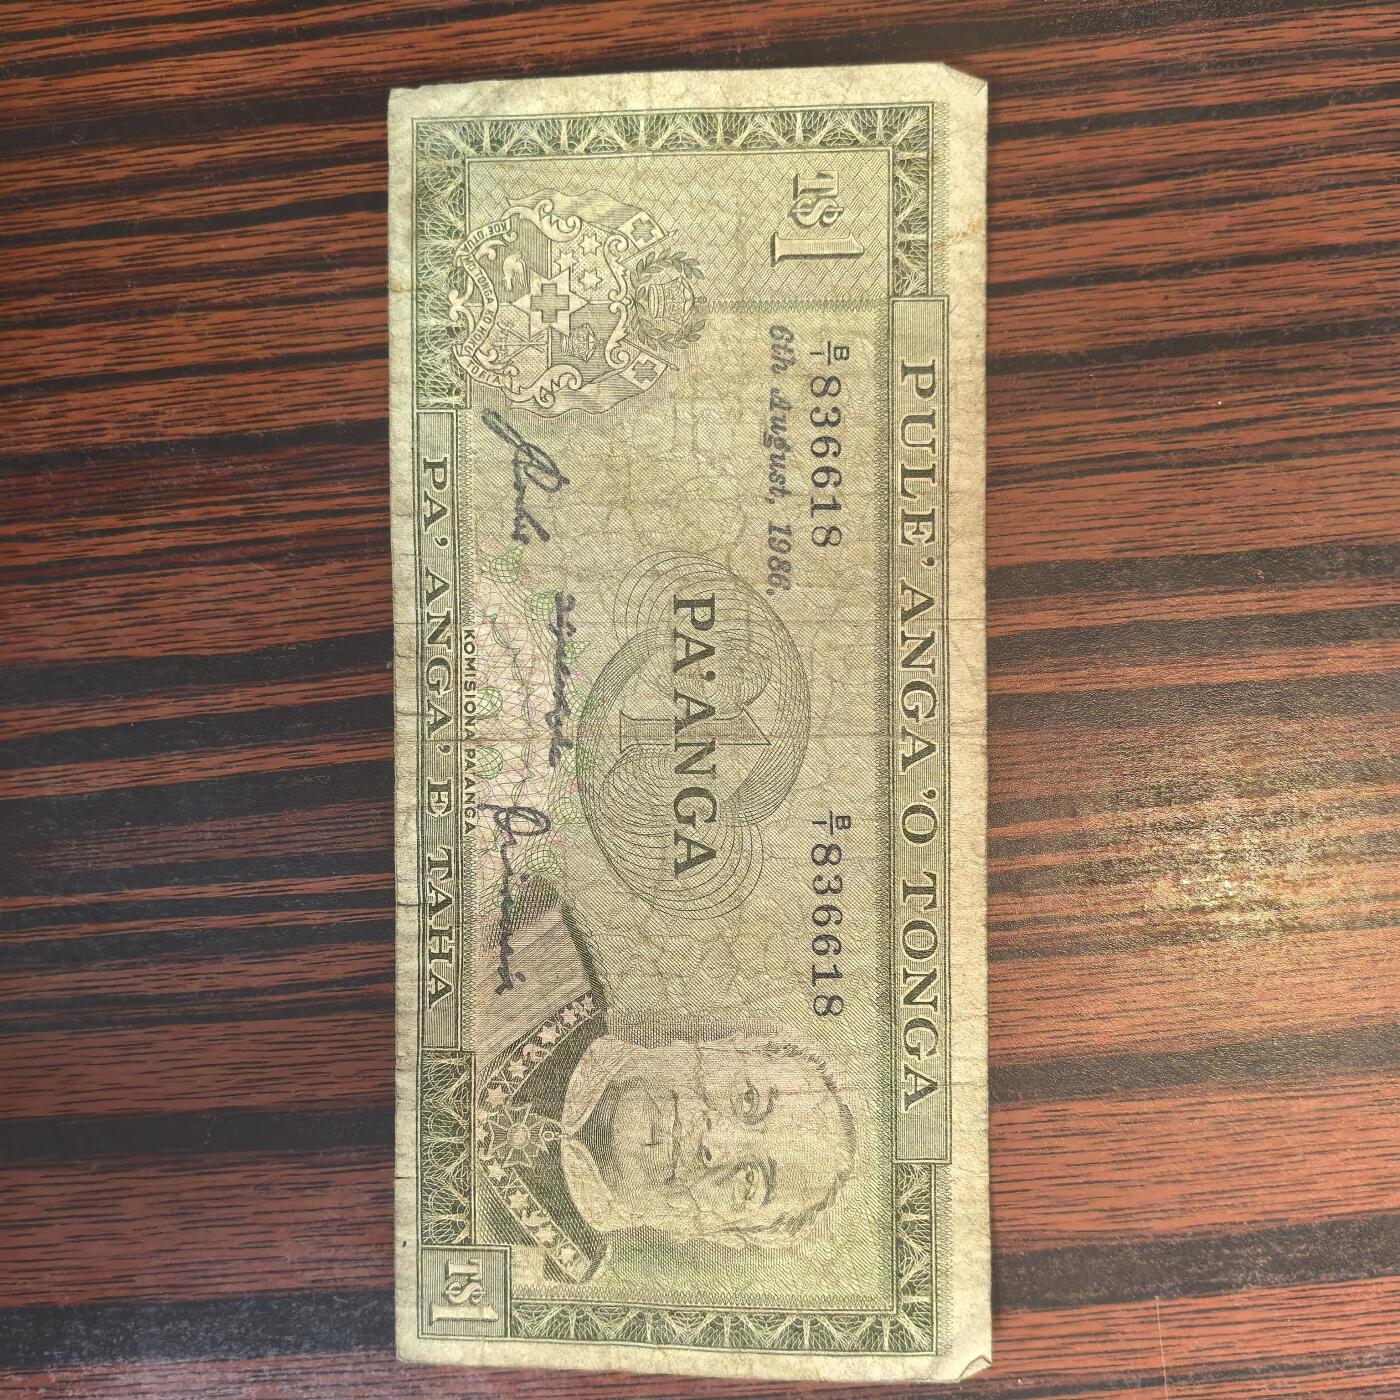 PULE' ANGA 'O TONGA
T$1
B/1 836618
B/1 836618
6th August, 1986,
PA'ANGA
1
KOMISIONA PA'ANGA
PA' ANGA' E TAHA
T$1